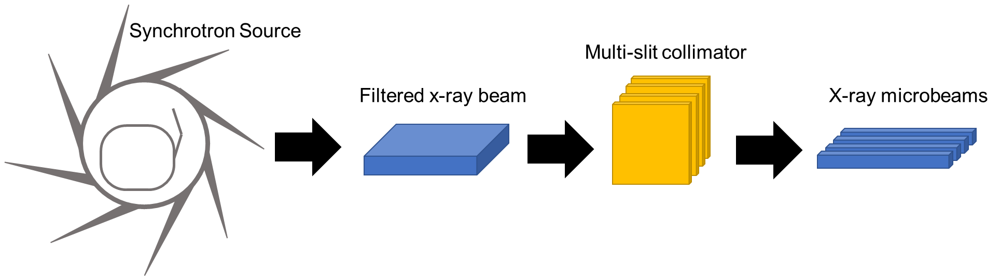 Synchrotron Source
Filtered x-ray beam
Multi-slit collimator
X-ray microbeams